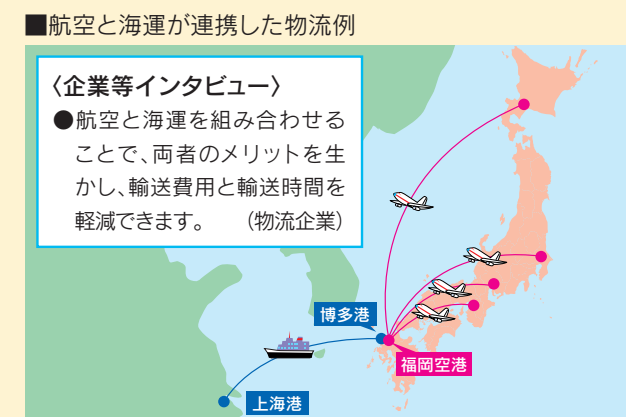 ■航空と海運が連携した物流例
〈企業等インタビュー〉
●航空と海運を組み合わせる
ことで、両者のメリットを生
かし、輸送費用と輸送時間を
軽減できます。 （物流企業）
博多港
福岡空港
上海港